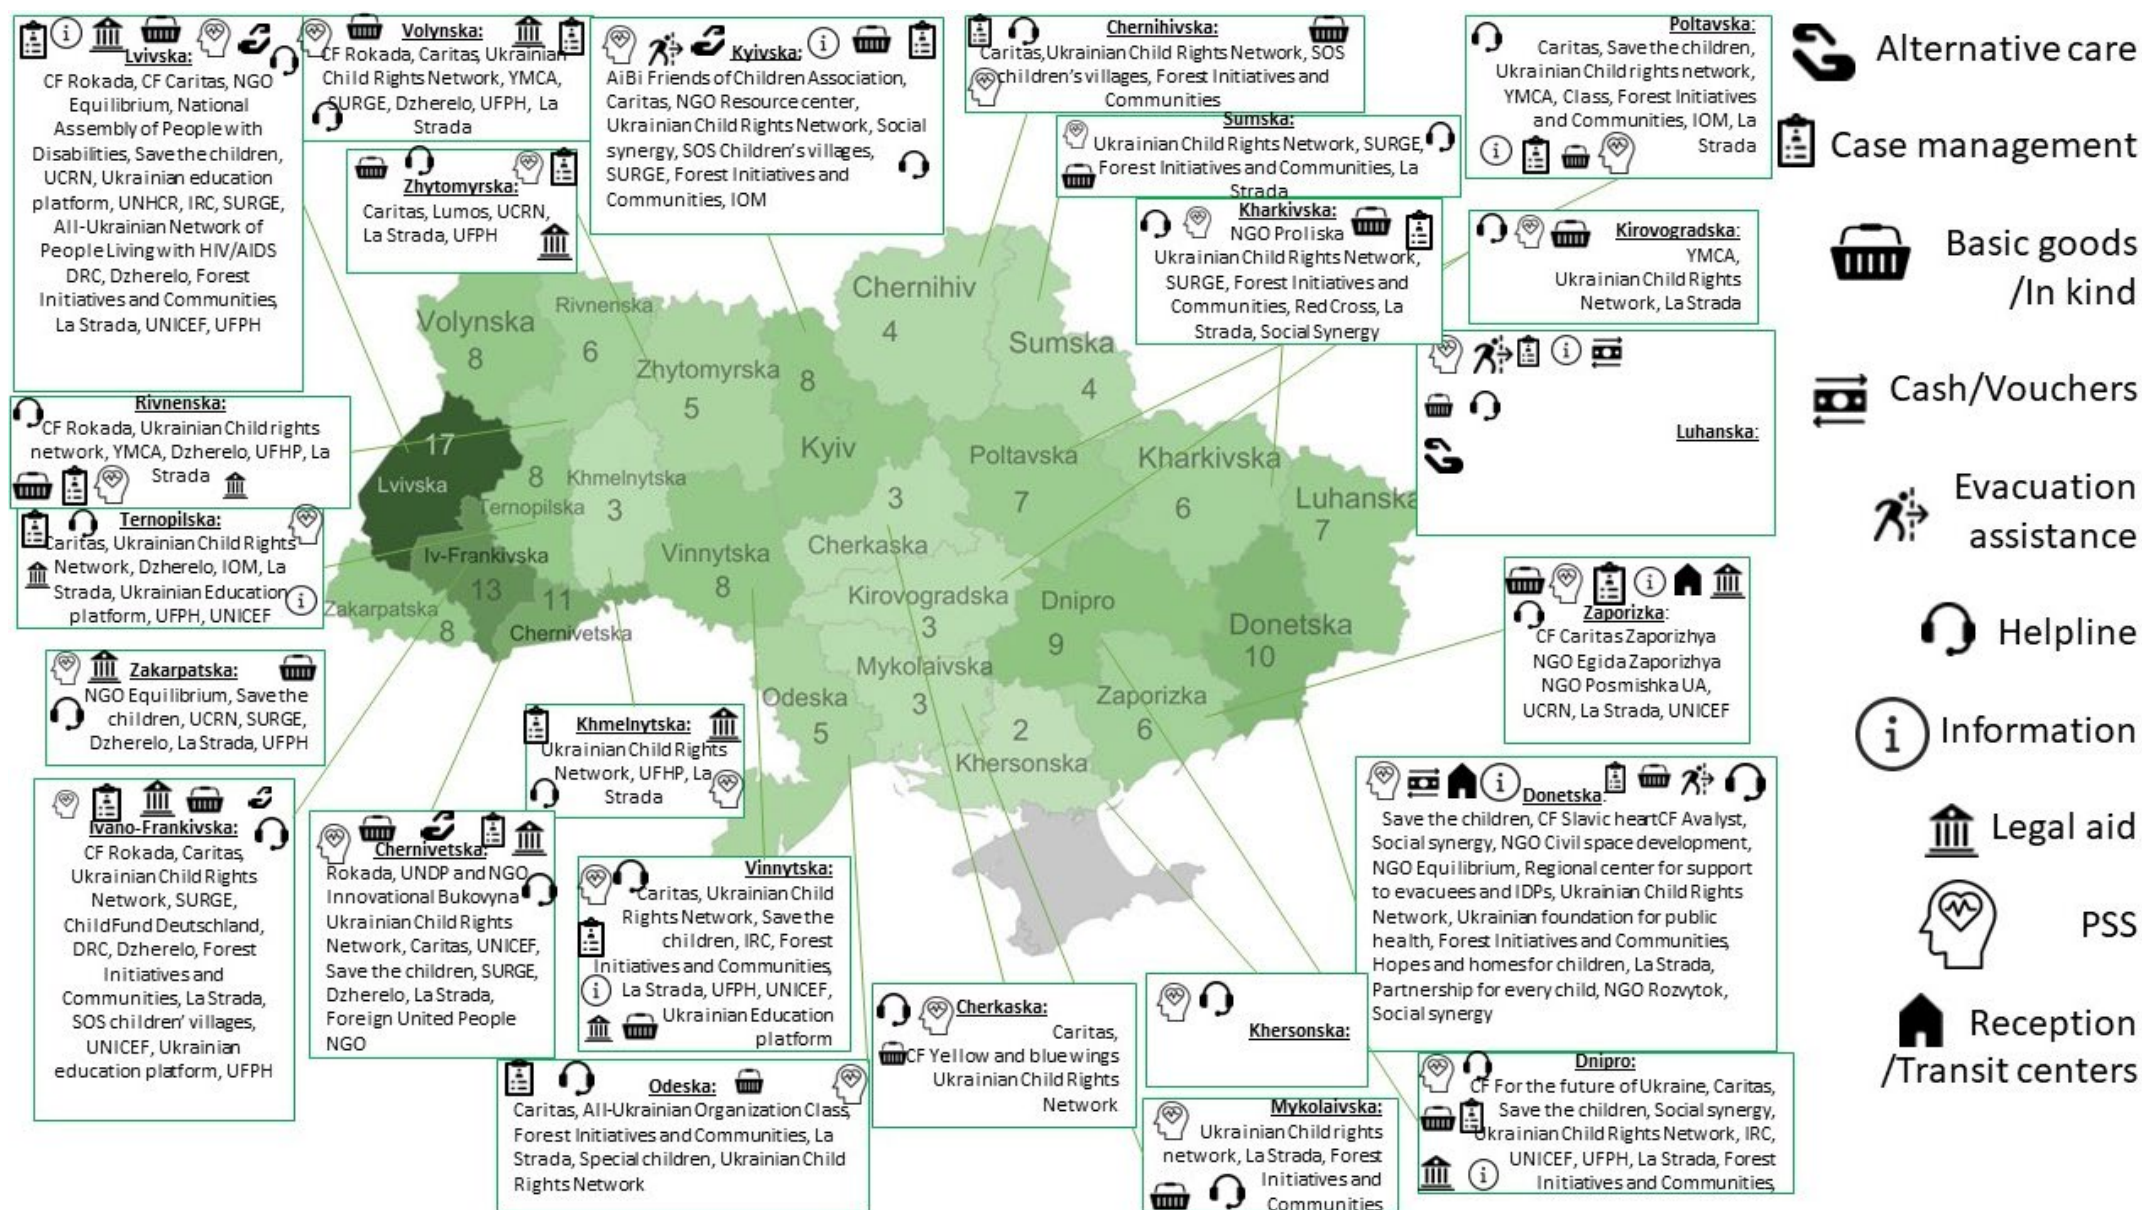 Lvivska:
CF Rokada, CF Caritas, NGO
Equilibrium, National
Assembly of People with
Disabilities, Save the children,
UCRN, Ukrainian education
platform, UNHCR, IRC, SURGE,
All-Ukrainian Network of
People Living with HIV/AIDS
DRC, Dzherelo, Forest
Initiatives and Communities,
La Strada, UNICEF, UFPH
Volynska:
CF Rokada, Caritas, Ukrainian
Child Rights Network, YMCA,
SURGE, Dzherelo, UFPH, La
Strada
Zhytomyrska:
Caritas, Lumos, UCRN,
La Strada, UFPH
Kyivska:
AiBi Friends of Children Association,
Caritas, NGO Resource center,
Ukrainian Child Rights Network, Social
synergy, SOS Children's villages,
SURGE, Forest Initiatives and
Communities, IOM
Chernihivska:
Caritas, Ukrainian Child Rights Network, SOS
children's villages, Forest Initiatives and
Communities
Sumska:
Ukrainian Child Rights Network, SURGE,
Forest Initiatives and Communities, La
Strada
Kharkivska:
NGO Proliska
Ukrainian Child Rights Network,
SURGE, Forest Initiatives and
Communities, Red Cross, La
Strada, Social Synergy
Poltavska:
Caritas, Save the children,
Ukrainian Child rights network,
YMCA, Class, Forest Initiatives
and Communities, IOM, La
Strada
Kirovogradska:
YMCA,
Ukrainian Child Rights
Network, La Strada
Luhanska:
Rivnenska:
CF Rokada, Ukrainian Child rights
network, YMCA, Dzherelo, UFHP, La
Strada
Ternopilska:
Caritas, Ukrainian Child Rights
Network, Dzherelo, IOM, La
Strada, Ukrainian Education
platform, UFPH, UNICEF
Zakarpatska:
NGO Equilibrium, Save the
children, UCRN, SURGE,
Dzherelo, La Strada, UFPH
Ivano-Frankivska:
CF Rokada, Caritas,
Ukrainian Child Rights
Network, SURGE,
ChildFund Deutschland,
DRC, Dzherelo, Forest
Initiatives and
Communities, La Strada,
SOS children' villages,
UNICEF, Ukrainian
education platform, UFPH
Chernivetska:
Rokada, UNDP and NGO
Innovational Bukovyna
Ukrainian Child Rights
Network, Caritas, UNICEF,
Save the children, SURGE,
Dzherelo, La Strada,
Foreign United People
NGO
Khmelnytska:
Ukrainian Child Rights
Network, UFHP, La
Strada
Vinnytska:
Caritas, Ukrainian Child
Rights Network, Save the
children, IRC, Forest
Initiatives and Communities,
La Strada, UFPH, UNICEF,
Ukrainian Education
platform
Odeska:
Caritas, All-Ukrainian Organization Class,
Forest Initiatives and Communities, La
Strada, Special children, Ukrainian Child
Rights Network
Cherkaska:
Caritas,
CF Yellow and blue wings
Ukrainian Child Rights
Network
Khersonska:
Mykolaivska:
Ukrainian Child rights
network, La Strada, Forest
Initiatives and
Communities
Zaporizka:
CF Caritas Zaporizhya
NGO Egida Zaporizhya
NGO Posmishka UA,
UCRN, La Strada, UNICEF
Donetska:
Save the children, CF Slavic heartCF Avalyst,
Social synergy, NGO Civil space development,
NGO Equilibrium, Regional center for support
to evacuees and IDPs, Ukrainian Child Rights
Network, Ukrainian foundation for public
health, Forest Initiatives and Communities,
Hopes and homesfor children, La Strada,
Partnership for every child, NGO Rozvytok,
Social synergy
Dnipro:
CF For the future of Ukraine, Caritas,
Save the children, Social synergy,
Ukrainian Child Rights Network, IRC,
UNICEF, UFPH, La Strada, Forest
Initiatives and Communities,
Volynska
8
Rivnenska
6
Zhytomyrska
5
8
Kyiv
Chernihiv
4
Sumska
4
17
Lvivska
8
Ternopilska
Khmelnytska
3
Iv-Frankivska
13
11
Chernivetska
Zakarpatska
8
Vinnytska
8
3
Cherkaska
Poltavska
7
Kharkivska
6
Luhanska
7
Kirovogradska
3
Dnipro
9
Donetska
10
Mykolaivska
3
Odeska
5
2
Khersonska
Zaporizka
6
Alternative care
Case management
Basic goods
/In kind
Cash/Vouchers
Evacuation
assistance
Helpline
Information
Legal aid
PSS
Reception
/Transit centers